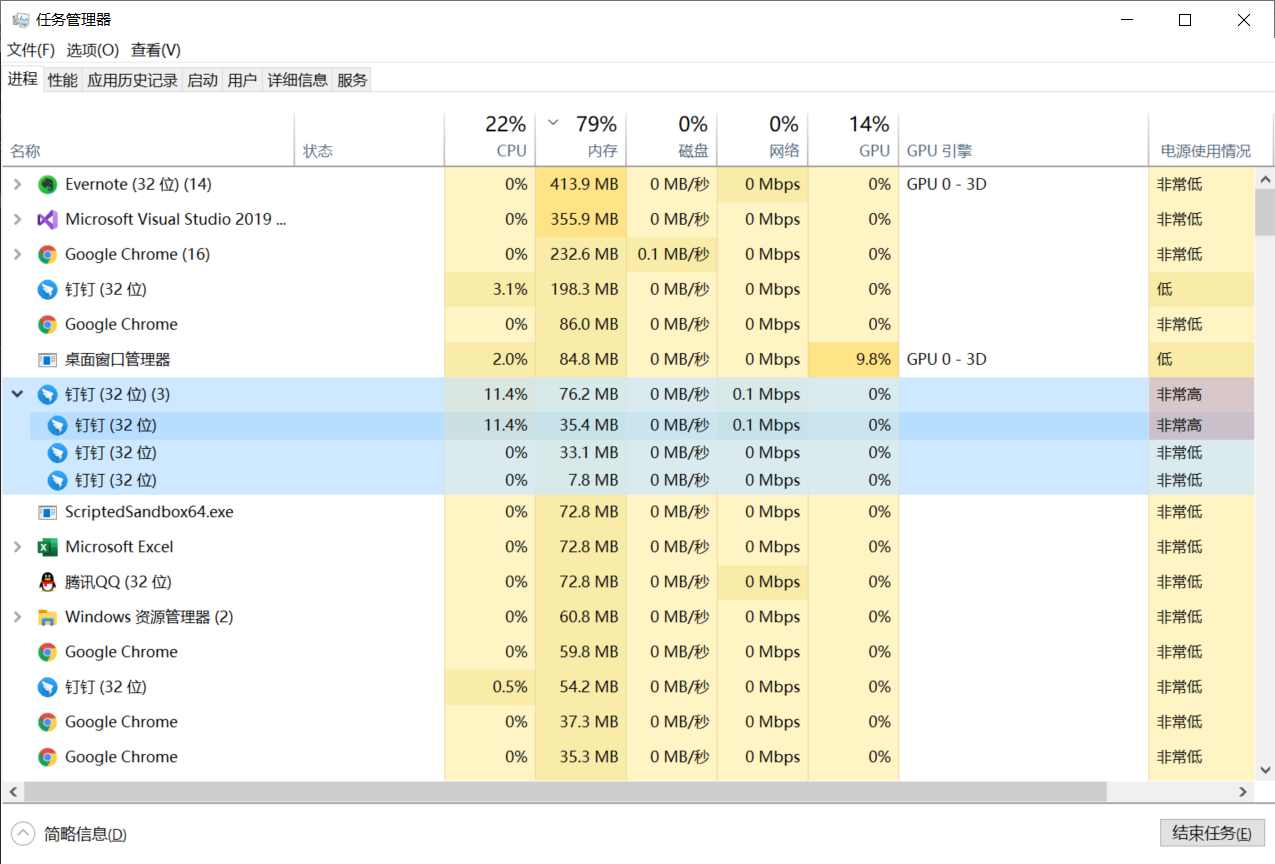 任务管理器
文件(F) 选项(O) 查看(V)
进程 性能 应用历史记录 启动 用户 详细信息 服务
22% 79% 0% 0% 14%
名称 状态 CPU 内存 磁盘 网络 GPU GPU 引擎 电源使用情况
Evernote (32 位) (14) 0% 413.9 MB 0 MB/秒 0 Mbps 0% GPU 0 - 3D 非常低
Microsoft Visual Studio 2019 ... 0% 355.9 MB 0 MB/秒 0 Mbps 0% 非常低
Google Chrome (16) 0% 232.6 MB 0.1 MB/秒 0 Mbps 0% 非常低
钉钉 (32 位) 3.1% 198.3 MB 0 MB/秒 0 Mbps 0% 低
Google Chrome 0% 86.0 MB 0 MB/秒 0 Mbps 0% 非常低
桌面窗口管理器 2.0% 84.8 MB 0 MB/秒 0 Mbps 9.8% GPU 0 - 3D 低
钉钉 (32 位) (3) 11.4% 76.2 MB 0 MB/秒 0.1 Mbps 0% 非常高
钉钉 (32 位) 11.4% 35.4 MB 0 MB/秒 0.1 Mbps 0% 非常高
钉钉 (32 位) 0% 33.1 MB 0 MB/秒 0 Mbps 0% 非常低
钉钉 (32 位) 0% 7.8 MB 0 MB/秒 0 Mbps 0% 非常低
ScriptedSandbox64.exe 0% 72.8 MB 0 MB/秒 0 Mbps 0% 非常低
Microsoft Excel 0% 72.8 MB 0 MB/秒 0 Mbps 0% 非常低
腾讯QQ (32 位) 0% 72.8 MB 0 MB/秒 0 Mbps 0% 非常低
Windows 资源管理器 (2) 0% 60.8 MB 0 MB/秒 0 Mbps 0% 非常低
Google Chrome 0% 59.8 MB 0 MB/秒 0 Mbps 0% 非常低
钉钉 (32 位) 0.5% 54.2 MB 0 MB/秒 0 Mbps 0% 非常低
Google Chrome 0% 37.3 MB 0 MB/秒 0 Mbps 0% 非常低
Google Chrome 0% 35.3 MB 0 MB/秒 0 Mbps 0% 非常低
简略信息(D) 结束任务(E)